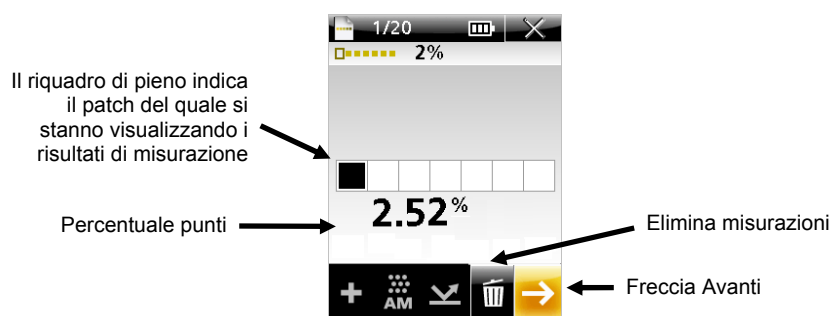 1/20
2%
Il riquadro di pieno indica
il patch del quale si
stanno visualizzando i
risultati di misurazione
2.52%
Percentuale punti
Elimina misurazioni
AM
Freccia Avanti